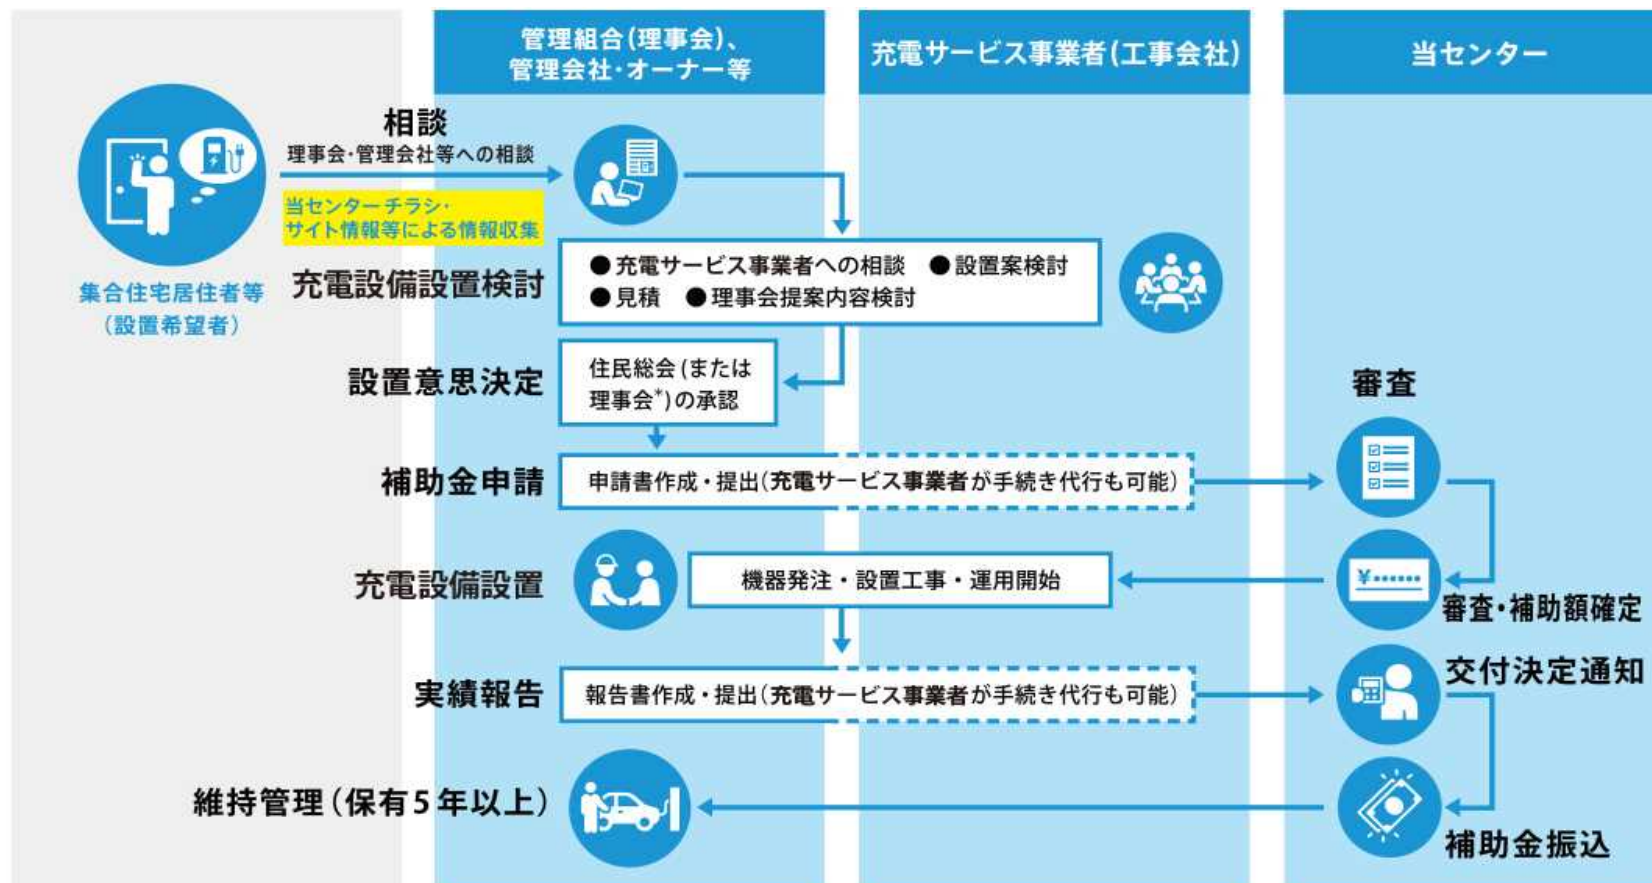 管理組合(理事会)、
管理会社・オーナー等
充電サービス事業者(工事会社)
当センター
相談
理事会・管理会社等への相談
当センターチラシ・
サイト情報等による情報収集
集合住宅居住者等
(設置希望者)
充電設備設置検討
●充電サービス事業者への相談 ●設置案検討
●見積 ●理事会提案内容検討
設置意思決定
住民総会(または
理事会*)の承認
審査
補助金申請
申請書作成・提出(充電サービス事業者が手続き代行も可能)
充電設備設置
機器発注・設置工事・運用開始
¥
審査・補助額確定
実績報告
報告書作成・提出(充電サービス事業者が手続き代行も可能)
交付決定通知
維持管理(保有5年以上)
補助金振込